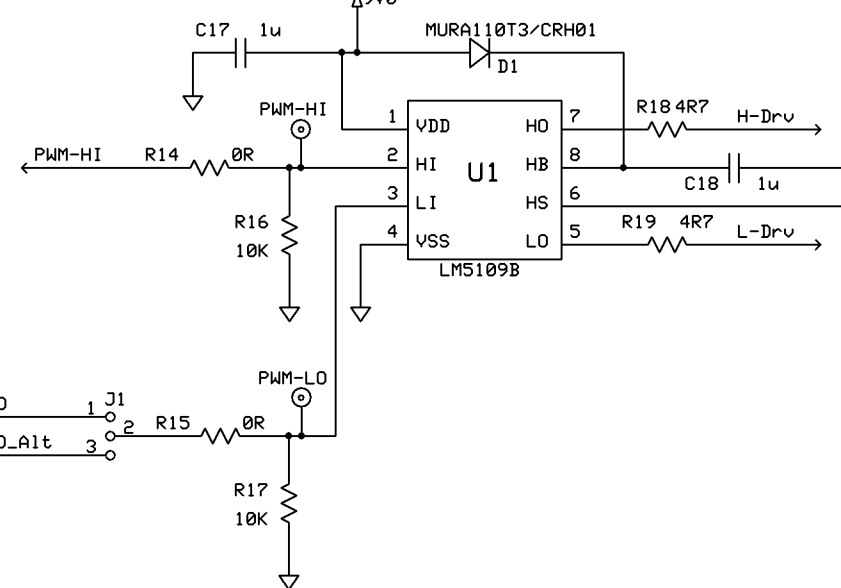 C17 1u
MURA110T3/CRH01
D1
PWM-HI
1 VDD HO 7
R18 4R7 H-Drv
PWM-HI R14 0R
2 HI HB 8
U1
C18 1u
3 LI HS 6
R16
10K
4 VSS LO 5
R19 4R7 L-Drv
LM5109B
PWM-LO
J1
1
R15 0R
2
O_Alt 3
R17
10K